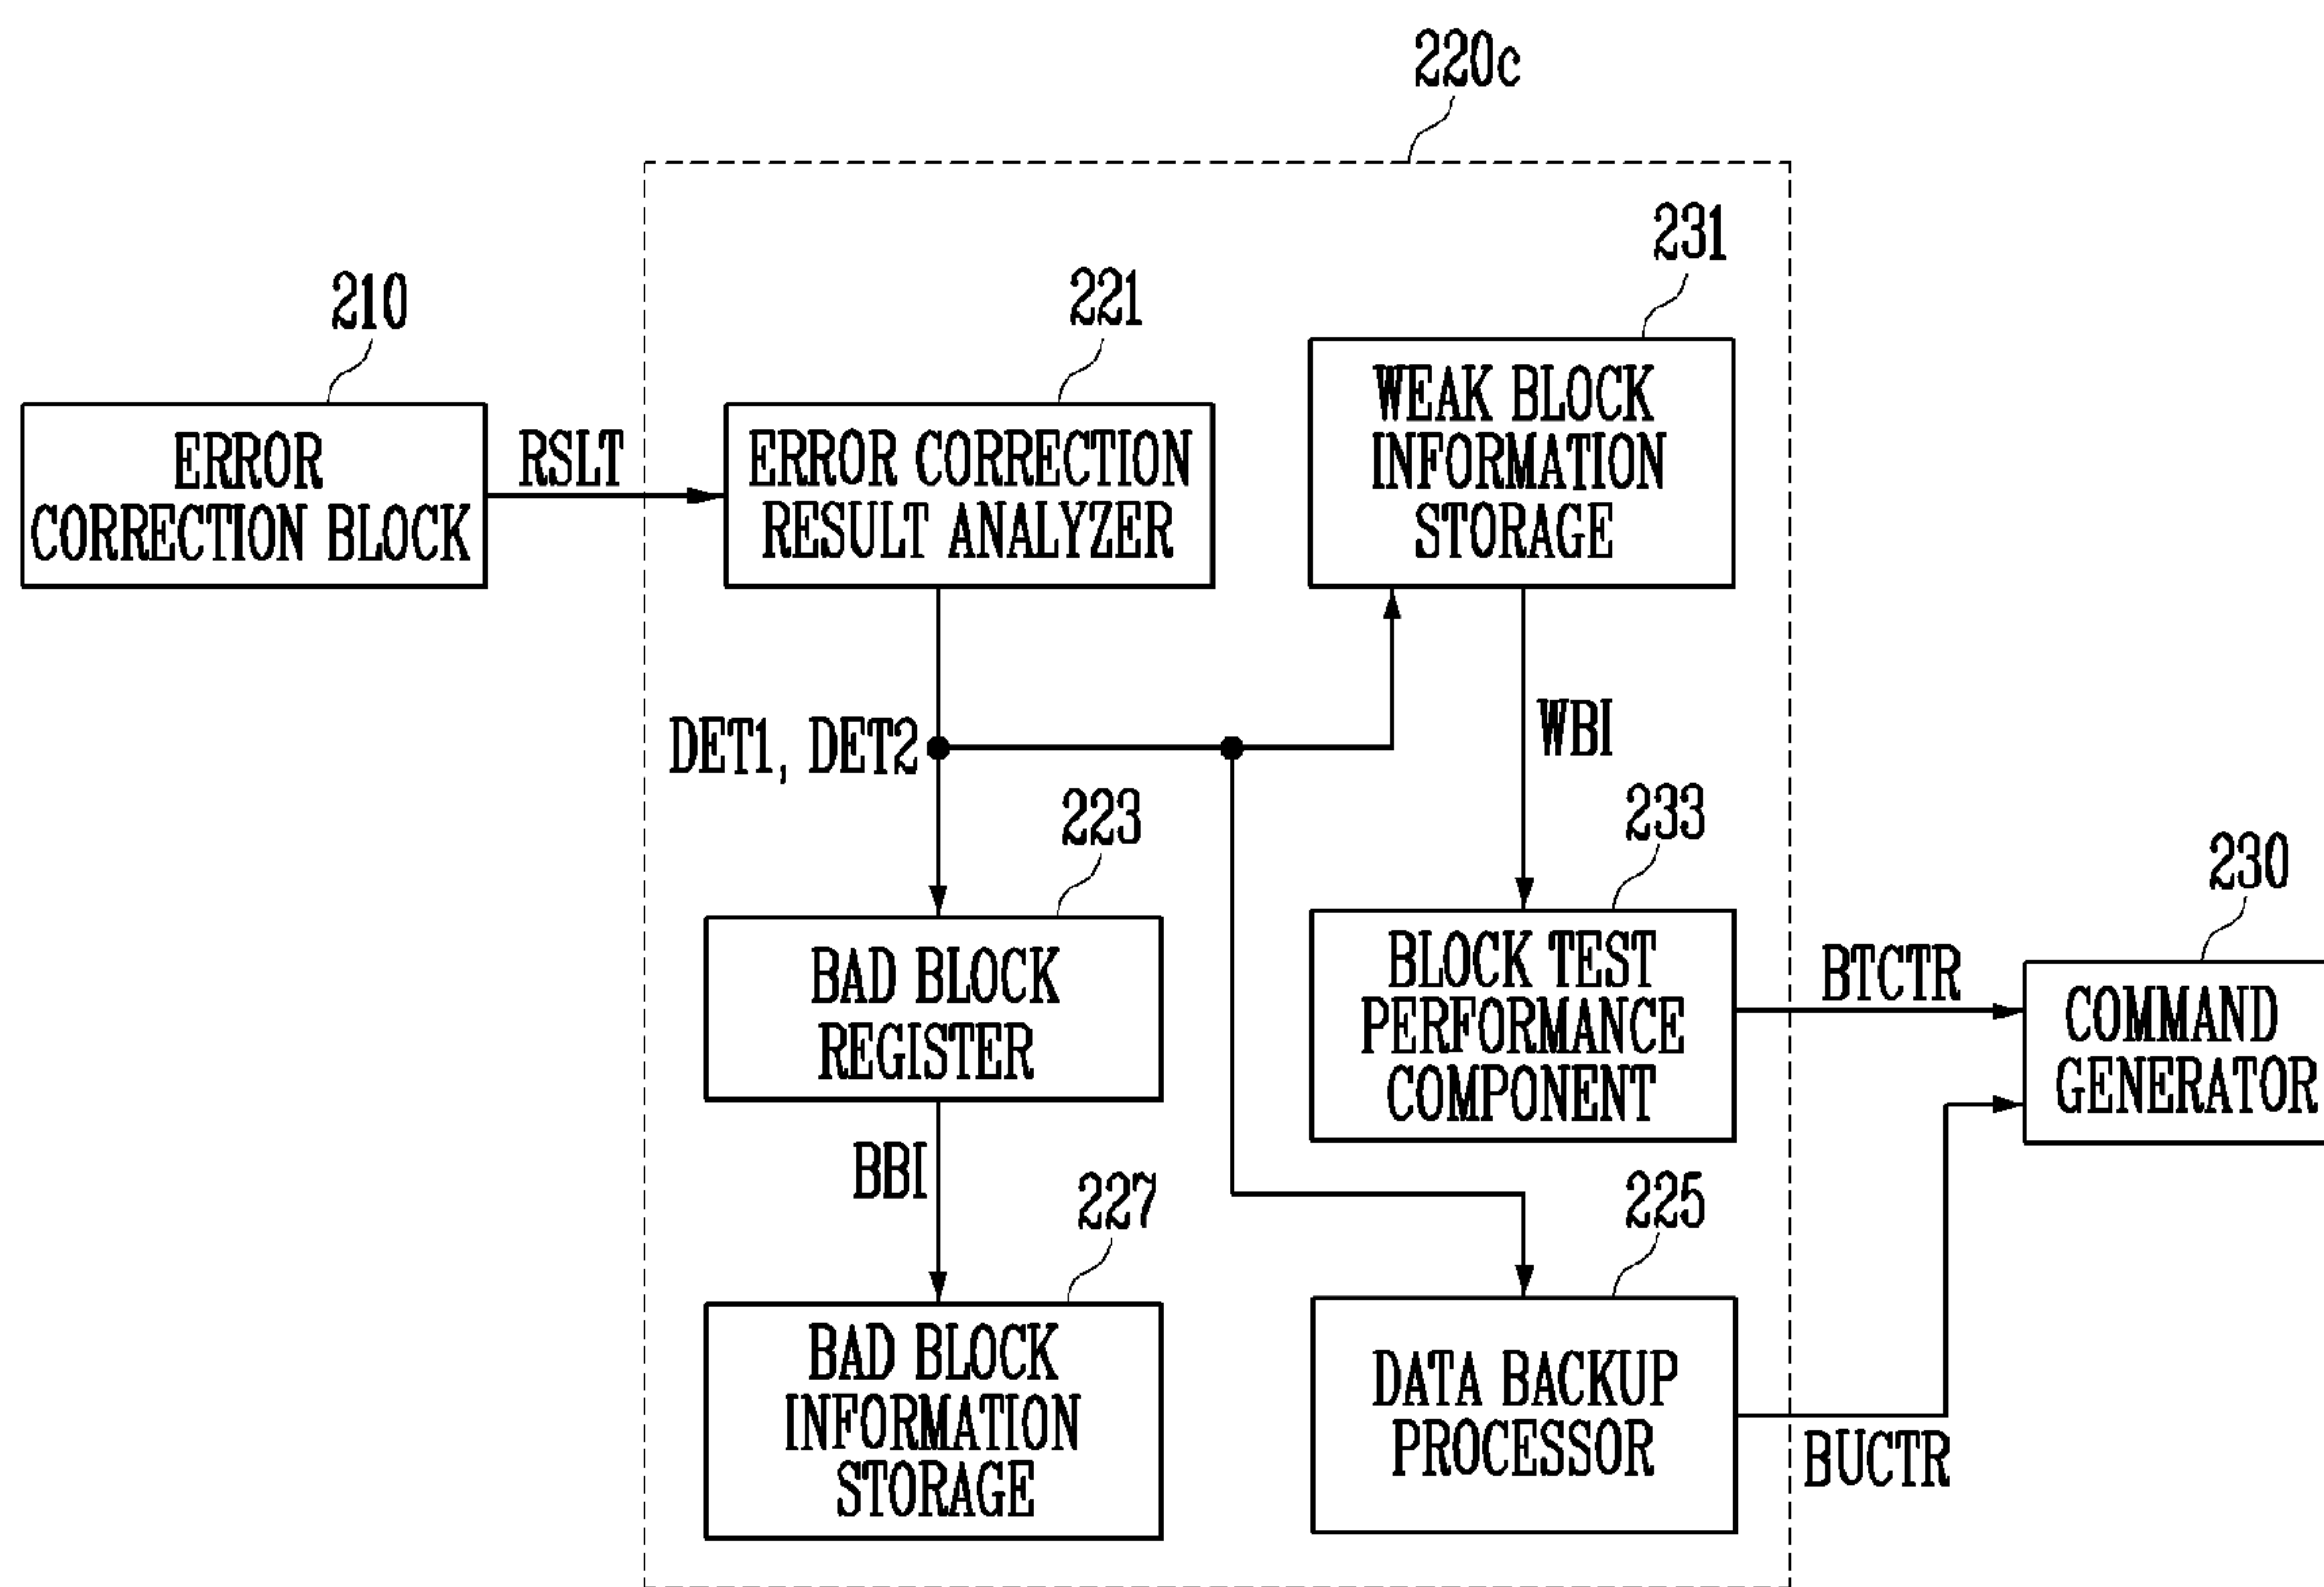 220c
231
210
221
ERROR
CORRECTION BLOCK
RSLT
ERROR CORRECTION
RESULT ANALYZER
WEAK BLOCK
INFORMATION
STORAGE
DET1, DET2
WBI
223
233
230
BAD BLOCK
REGISTER
BLOCK TEST
PERFORMANCE
COMPONENT
BTCTR
COMMAND
GENERATOR
BBI
227
225
BAD BLOCK
INFORMATION
STORAGE
DATA BACKUP
PROCESSOR
BUCTR